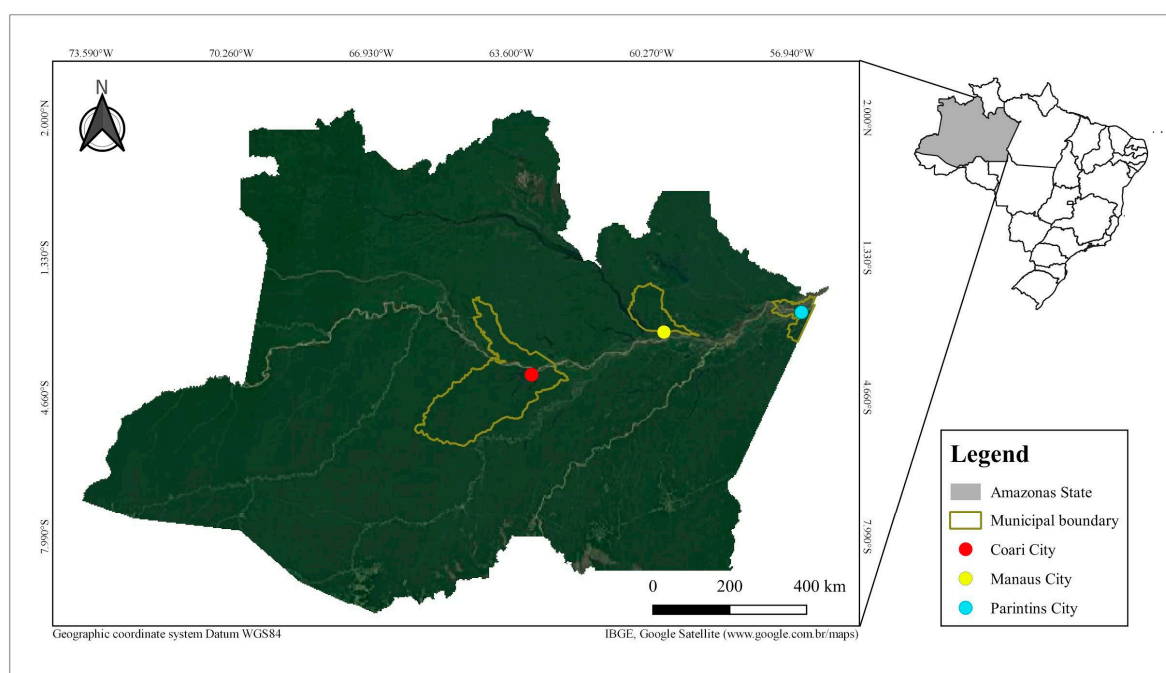 73.590°W 70.260°W 66.930°W 63.600°W 60.270°W 56.940°W
N
2.000°N
1.330°S
4.660°S
7.990°S
2.000°N
1.330°S
4.660°S
7.990°S
0 200 400 km
Geographic coordinate system Datum WGS84
IBGE, Google Satellite (www.google.com.br/maps)
...
Legend
Amazonas State
Municipal boundary
Coari City
Manaus City
Parintins City